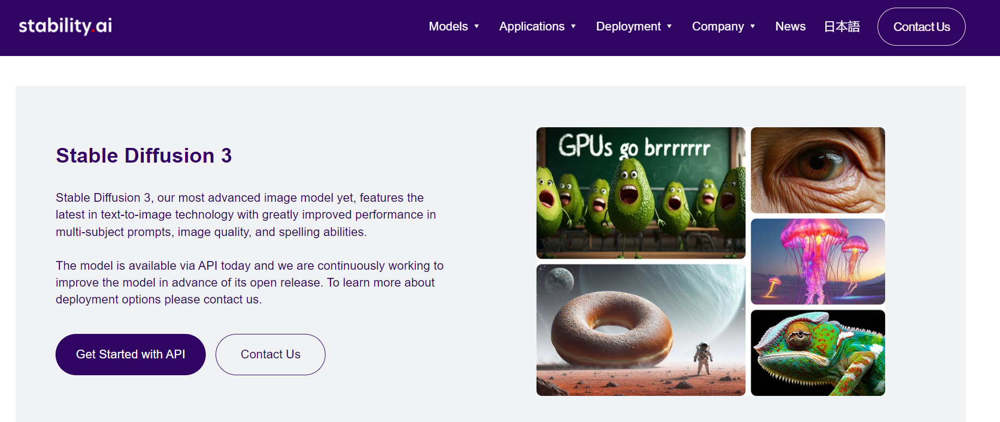 stability.ai
Models
Applications
Deployment
Company
News
日本語
Contact Us
Stable Diffusion 3
Stable Diffusion 3, our most advanced image model yet, features the
latest in text-to-image technology with greatly improved performance in
multi-subject prompts, image quality, and spelling abilities.
The model is available via API today and we are continuously working to
improve the model in advance of its open release. To learn more about
deployment options please contact us.
Get Started with API
Contact Us
GPUs go brrrrrrr